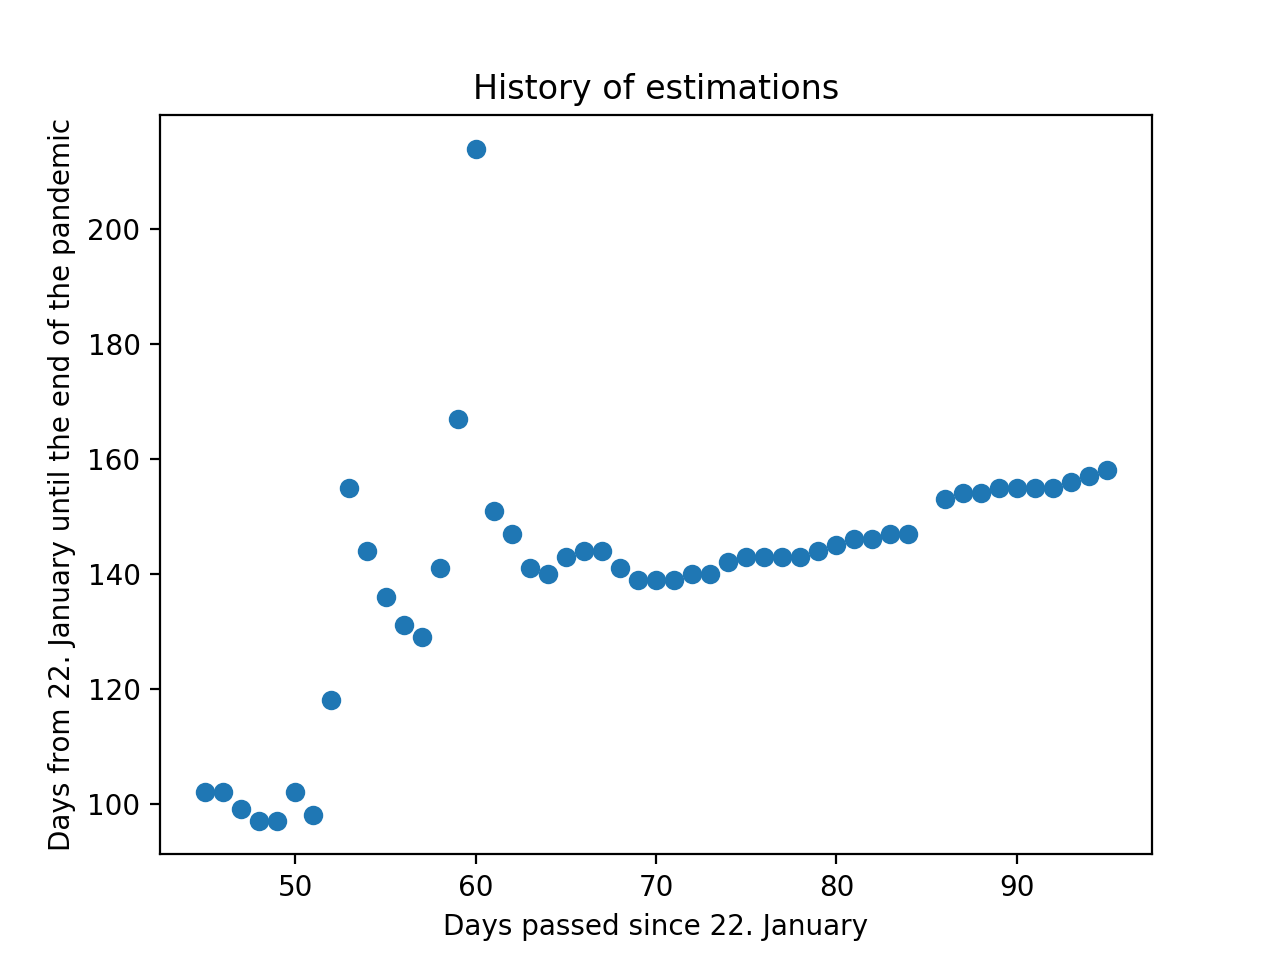 History of estimations
Days from 22. January until the end of the pandemic
200
180
160
140
120
100
50 60 70 80 90
Days passed since 22. January